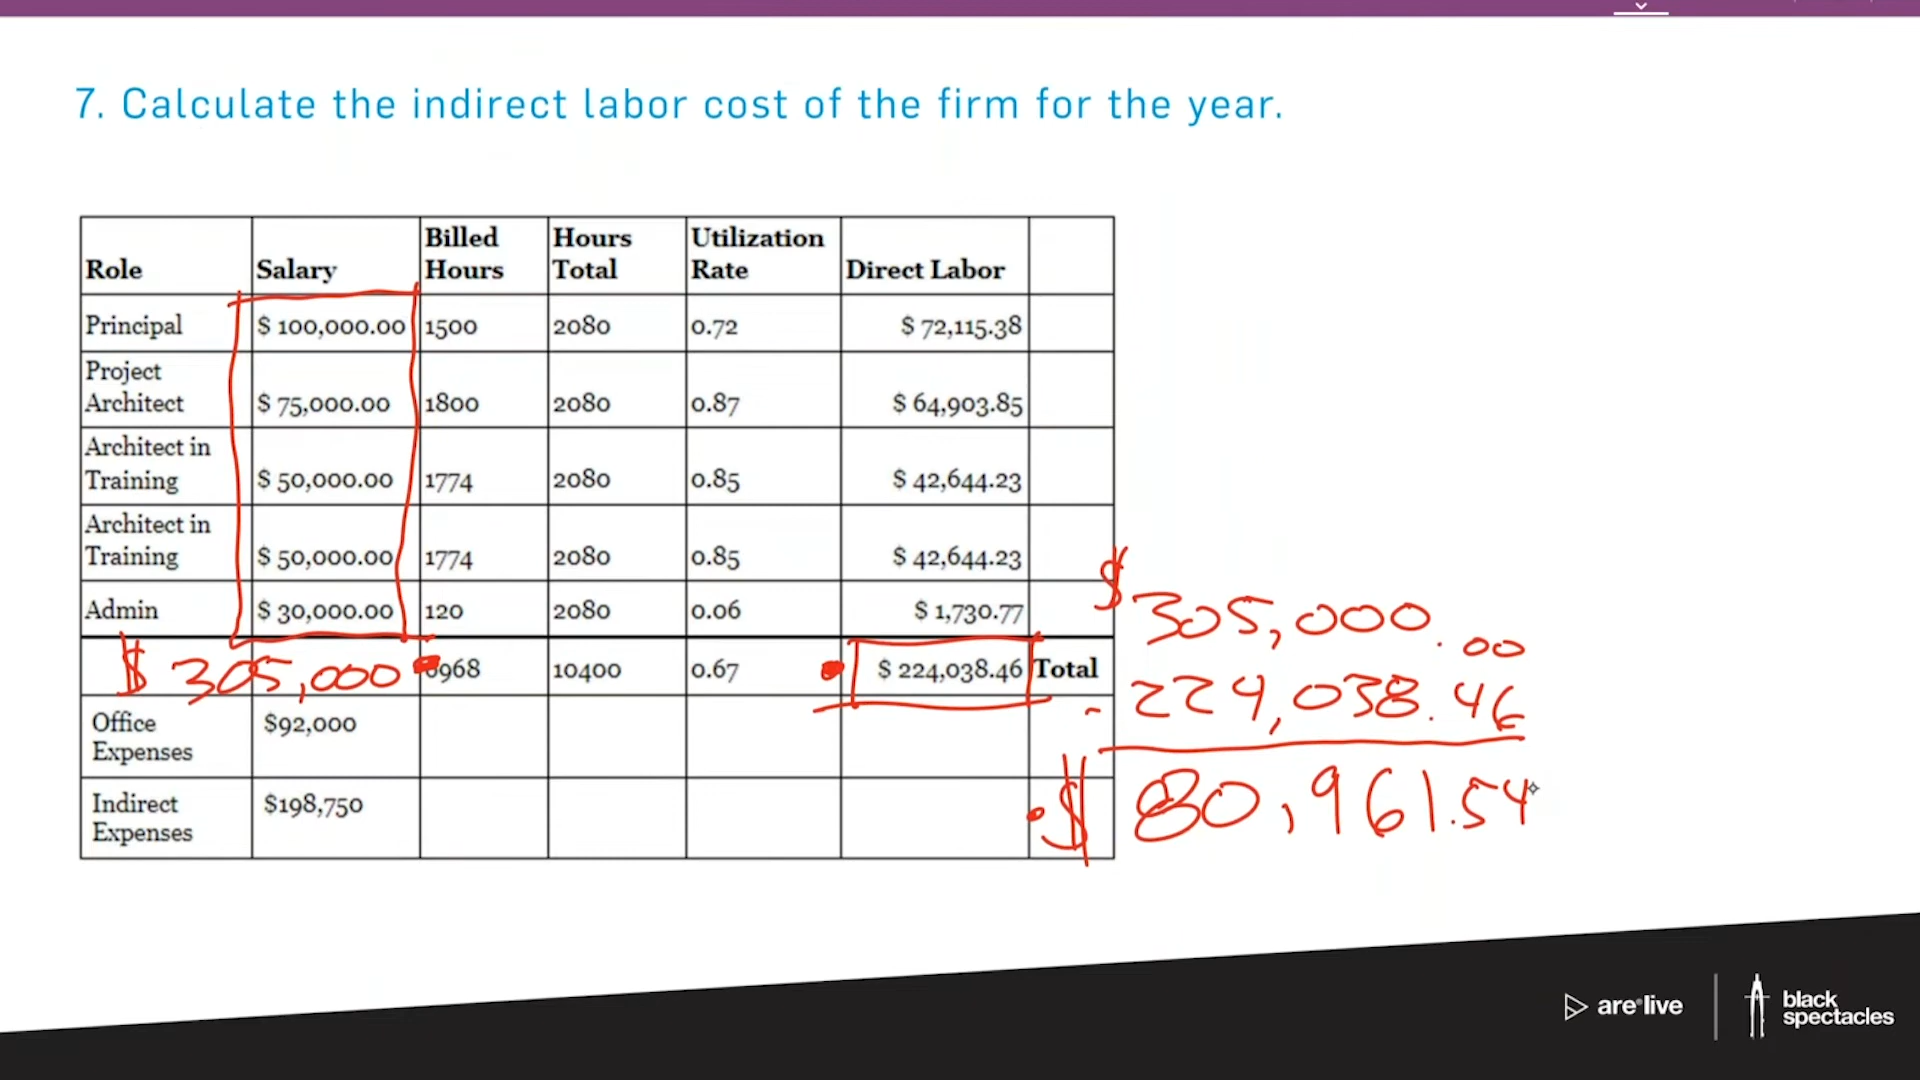 7. Calculate the indirect labor cost of the firm for the year.
Role Salary Billed Hours Hours Total Utilization Rate Direct Labor
Principal $ 100,000.00 1500 2080 0.72 $ 72,115.38
Project Architect $ 75,000.00 1800 2080 0.87 $ 64,903.85
Architect in Training $ 50,000.00 1774 2080 0.85 $ 42,644.23
Architect in Training $ 50,000.00 1774 2080 0.85 $ 42,644.23
Admin $ 30,000.00 120 2080 0.06 $ 1,730.77
$ 305,000 6968 10400 0.67 $ 224,038.46 Total
Office Expenses $92,000
Indirect Expenses $198,750
$ 305,000.00
- 224,038.46
$ 80,961.54
are live
black
spectacles